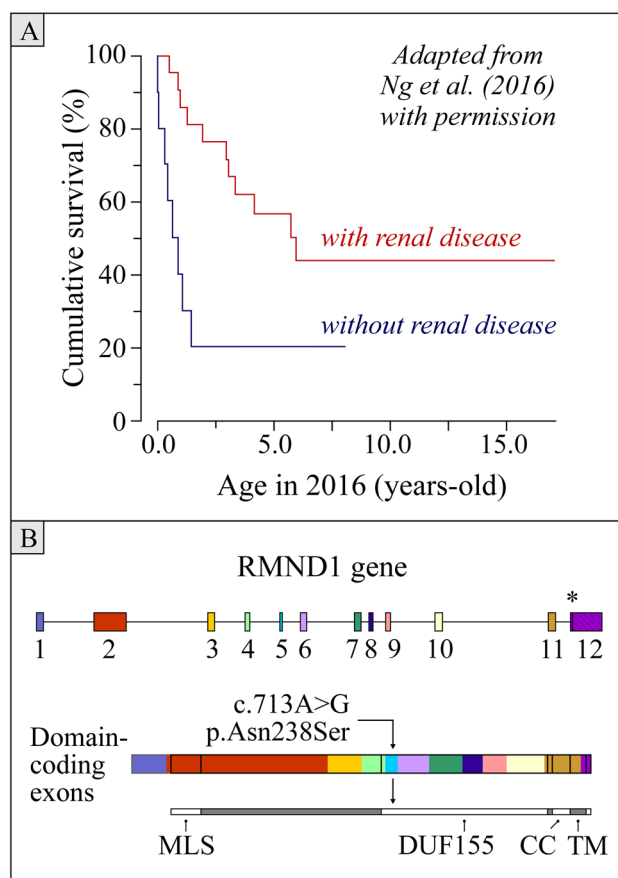 A
Adapted from
Ng et al. (2016)
with permission
Cumulative survival (%)
100
80
60
40
20
0
with renal disease
without renal disease
0.0 5.0 10.0 15.0
Age in 2016 (years-old)
B
RMND1 gene
*
1 2 3 4 5 6 7 8 9 10 11 12
c.713A>G
p.Asn238Ser
Domain-
coding
exons
MLS DUF155 CC TM